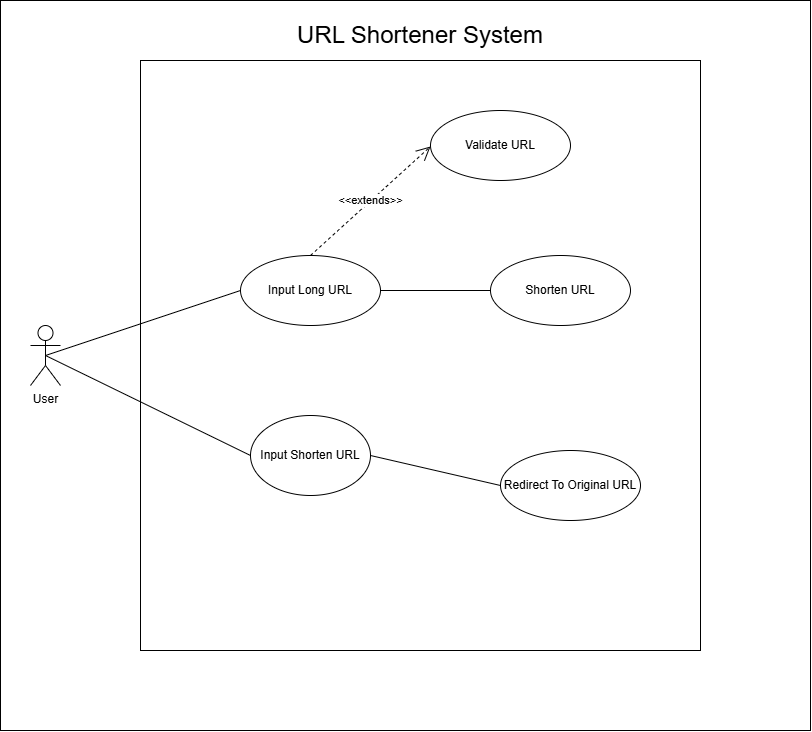 URL Shortener System
Validate URL
<<extends>>
Input Long URL
Shorten URL
User
Input Shorten URL
Redirect To Original URL